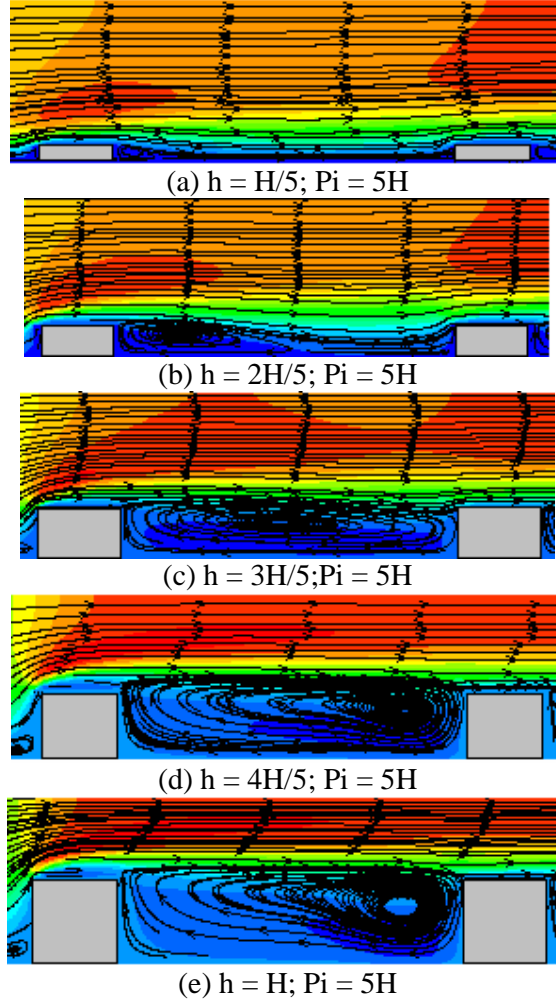 (a) h = H/5; Pi = 5H
(b) h = 2H/5; Pi = 5H
(c) h = 3H/5;Pi = 5H
(d) h = 4H/5; Pi = 5H
(e) h = H; Pi = 5H